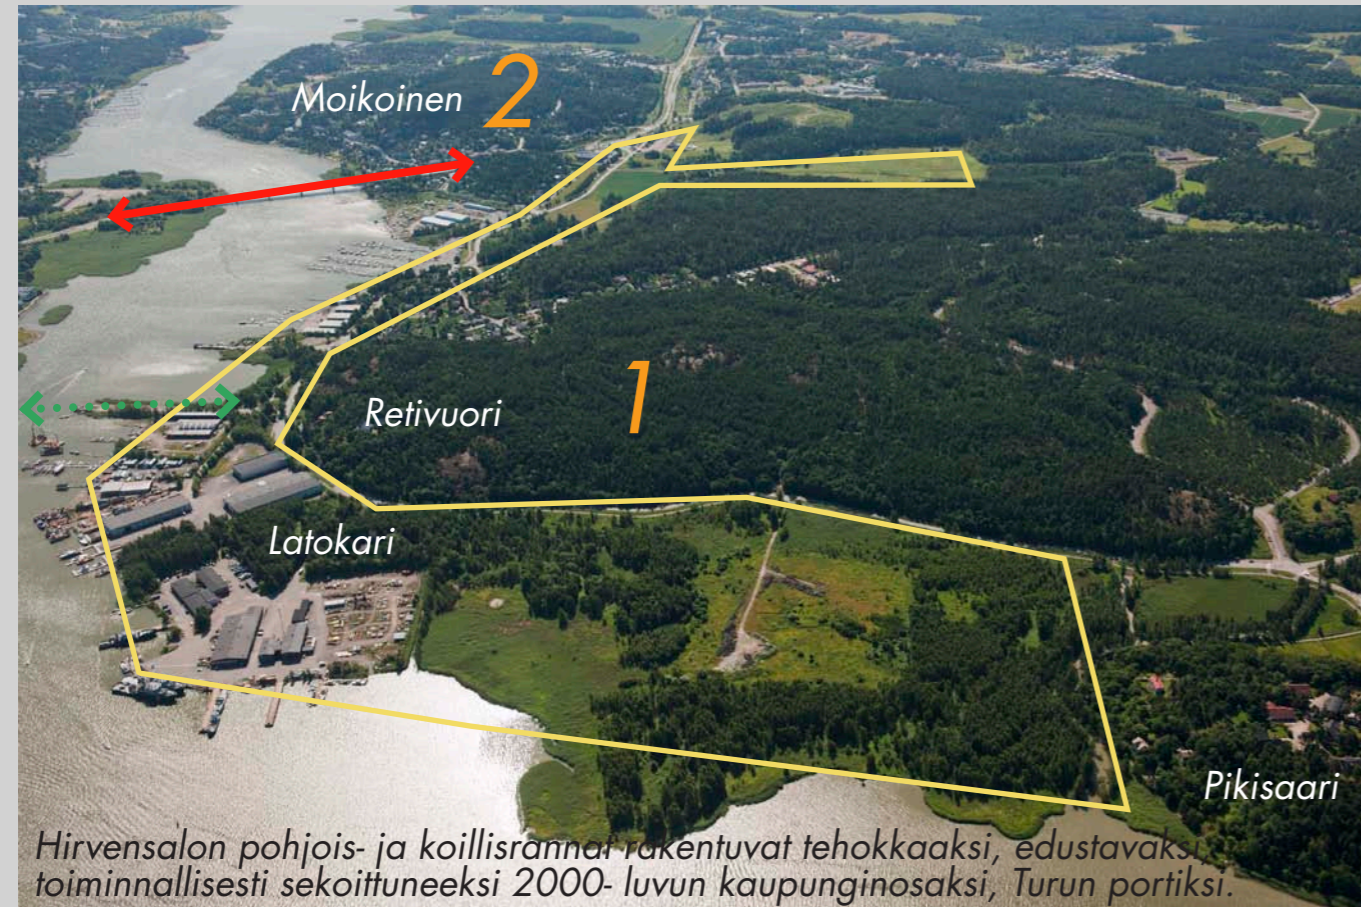 Moikoinen 2
Retivuori 1
Latokari
Pikisaari
Hirvensalon pohjois- ja koillisrannat rakentuvat tehokkaaksi, edustavaksi,
toiminnallisesti sekoittuneeksi 2000- luvun kaupunginosaksi, Turun portiksi.